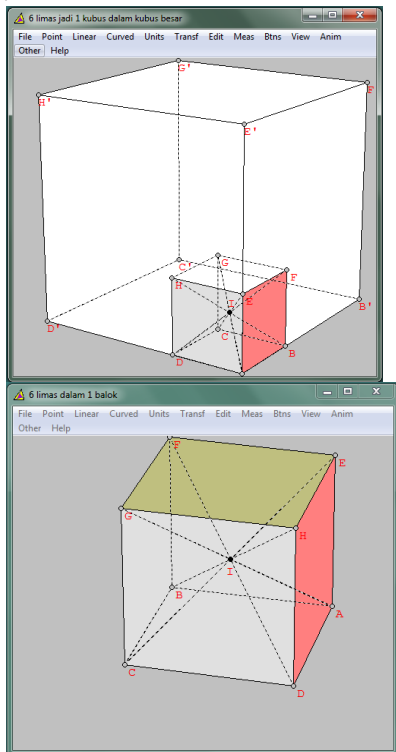 6 limas jadi 1 kubus dalam kubus besar
File Point Linear Curved Units Transf Edit Meas Btns View Anim
Other Help
G'
F
H'
E'
C'
G
F
H
E
I
B'
D'
C
B
D
6 limas dalam 1 balok
File Point Linear Curved Units Transf Edit Meas Btns View Anim
Other Help
F
E
G
H
I
B
A
C
D